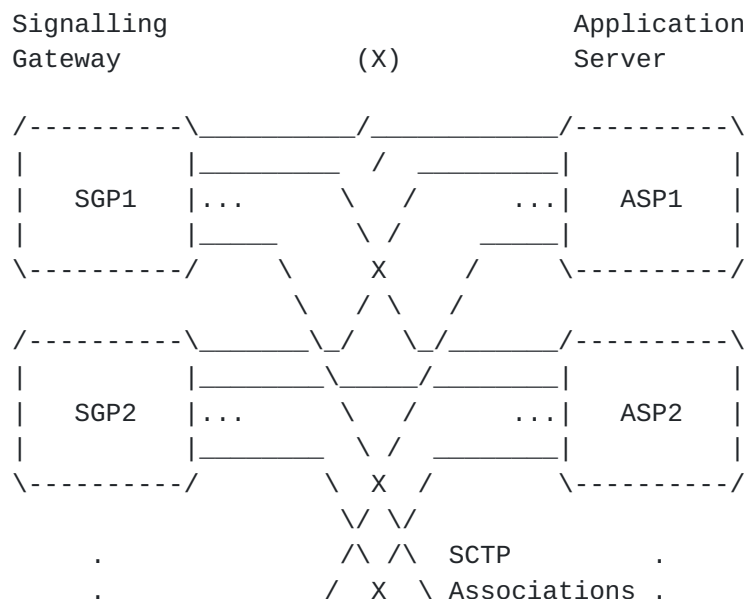 Signalling Application
Gateway (X) Server
SGP1 ... ... ASP1
X
SGP2 ... ... ASP2
X
. SCTP .
. X Associations .